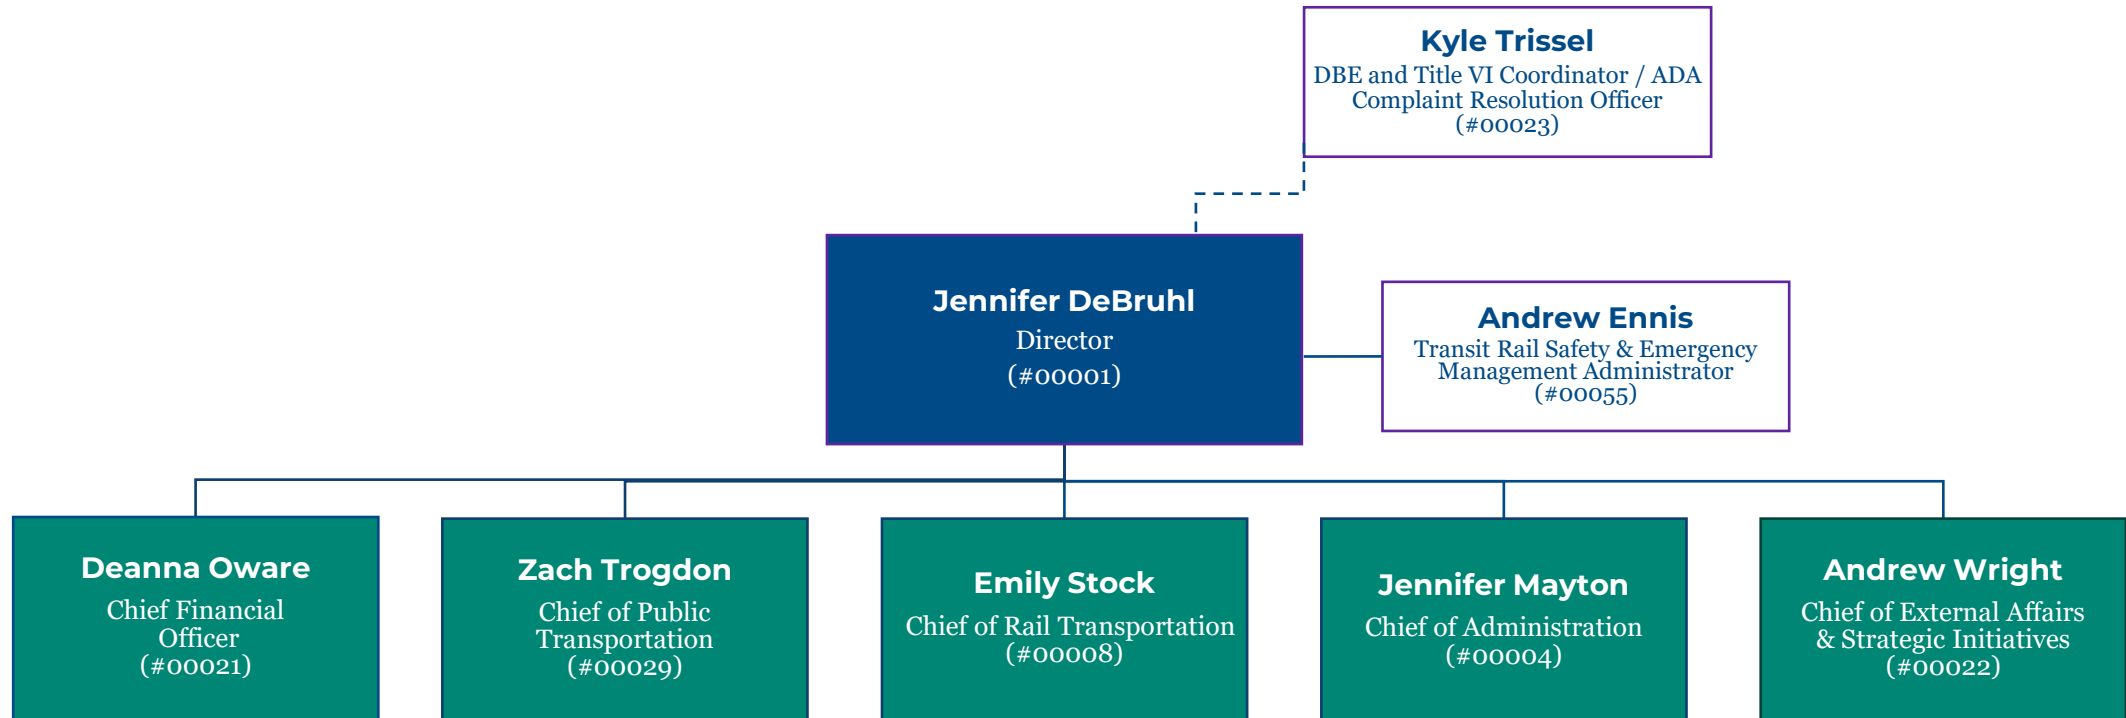 Kyle Trissel
DBE and Title VI Coordinator / ADA
Complaint Resolution Officer
(#00023)
Jennifer DeBruhl
Director
(#00001)
Andrew Ennis
Transit Rail Safety & Emergency
Management Administrator
(#00055)
Deanna Oware
Chief Financial
Officer
(#00021)
Zach Trogdon
Chief of Public
Transportation
(#00029)
Emily Stock
Chief of Rail Transportation
(#00008)
Jennifer Mayton
Chief of Administration
(#00004)
Andrew Wright
Chief of External Affairs
& Strategic Initiatives
(#00022)